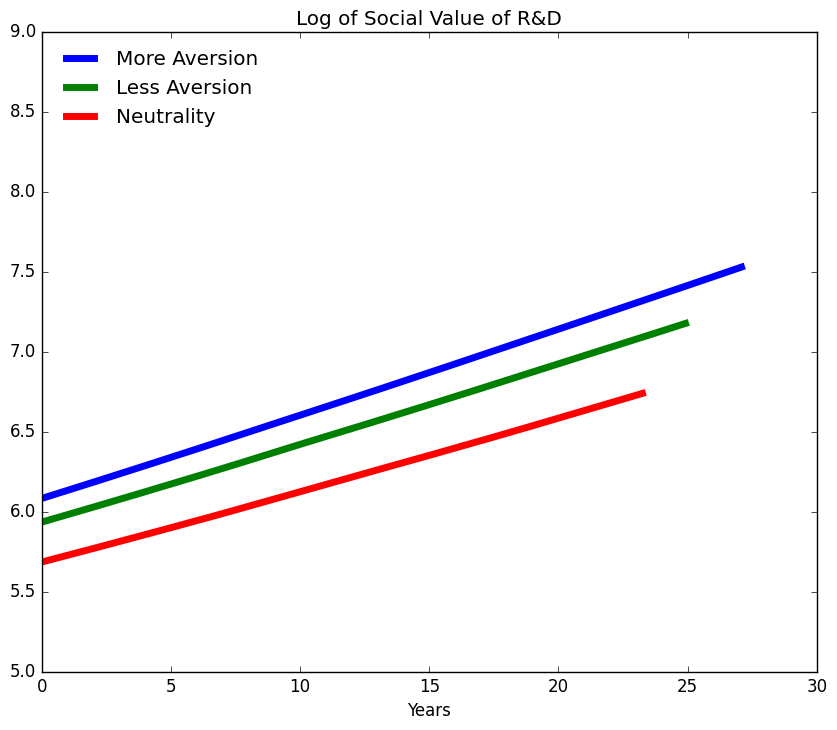 Log of Social Value of R&D
9.0
8.5
8.0
7.5
7.0
6.5
6.0
5.5
5.0
More Aversion
Less Aversion
Neutrality
0 5 10 15 20 25 30
Years